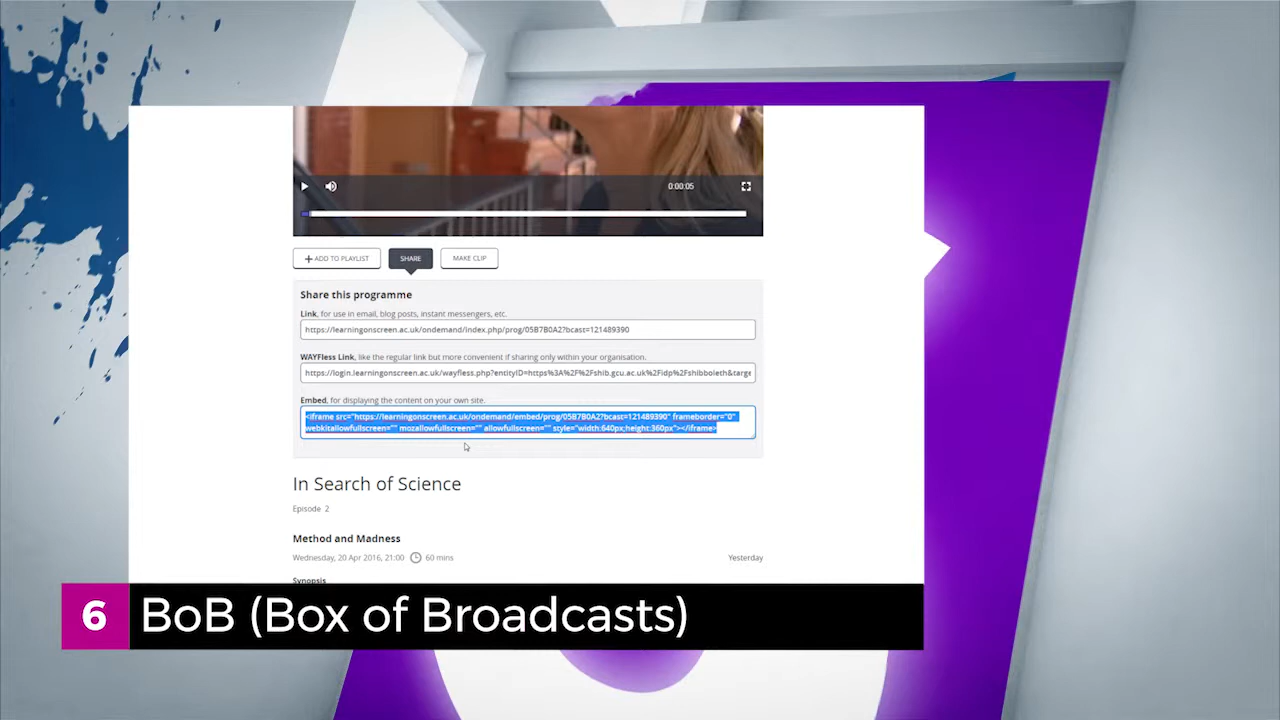 0:00:05
ADD TO PLAYLIST
SHARE
MAKE CLIP
Share this programme
Link, for use in email, blog posts, instant messengers, etc.
https://learningonscreen.ac.uk/ondemand/index.php/prog/05B7B0A2?bcast=121489390
WAYFless Link, like the regular link but more convenient if sharing only within your organisation.
https://login.learningonscreen.ac.uk/wayfless.php?entityID=https%3A%2F%2Fshib.gcu.ac.uk%2Fidp%2Fshibboleth&targe
Embed, for displaying the content on your own site.
<iframe src="https://learningonscreen.ac.uk/ondemand/embed/prog/05B7B0A2?bcast=121489390" frameborder="0"
webkitallowfullscreen="" mozallowfullscreen="" allowfullscreen="" style="width:640px;height:360px"></iframe>
In Search of Science
Episode 2
Method and Madness
Wednesday, 20 Apr 2016, 21:00 60 mins
Yesterday
Synopsis
6 BoB (Box of Broadcasts)